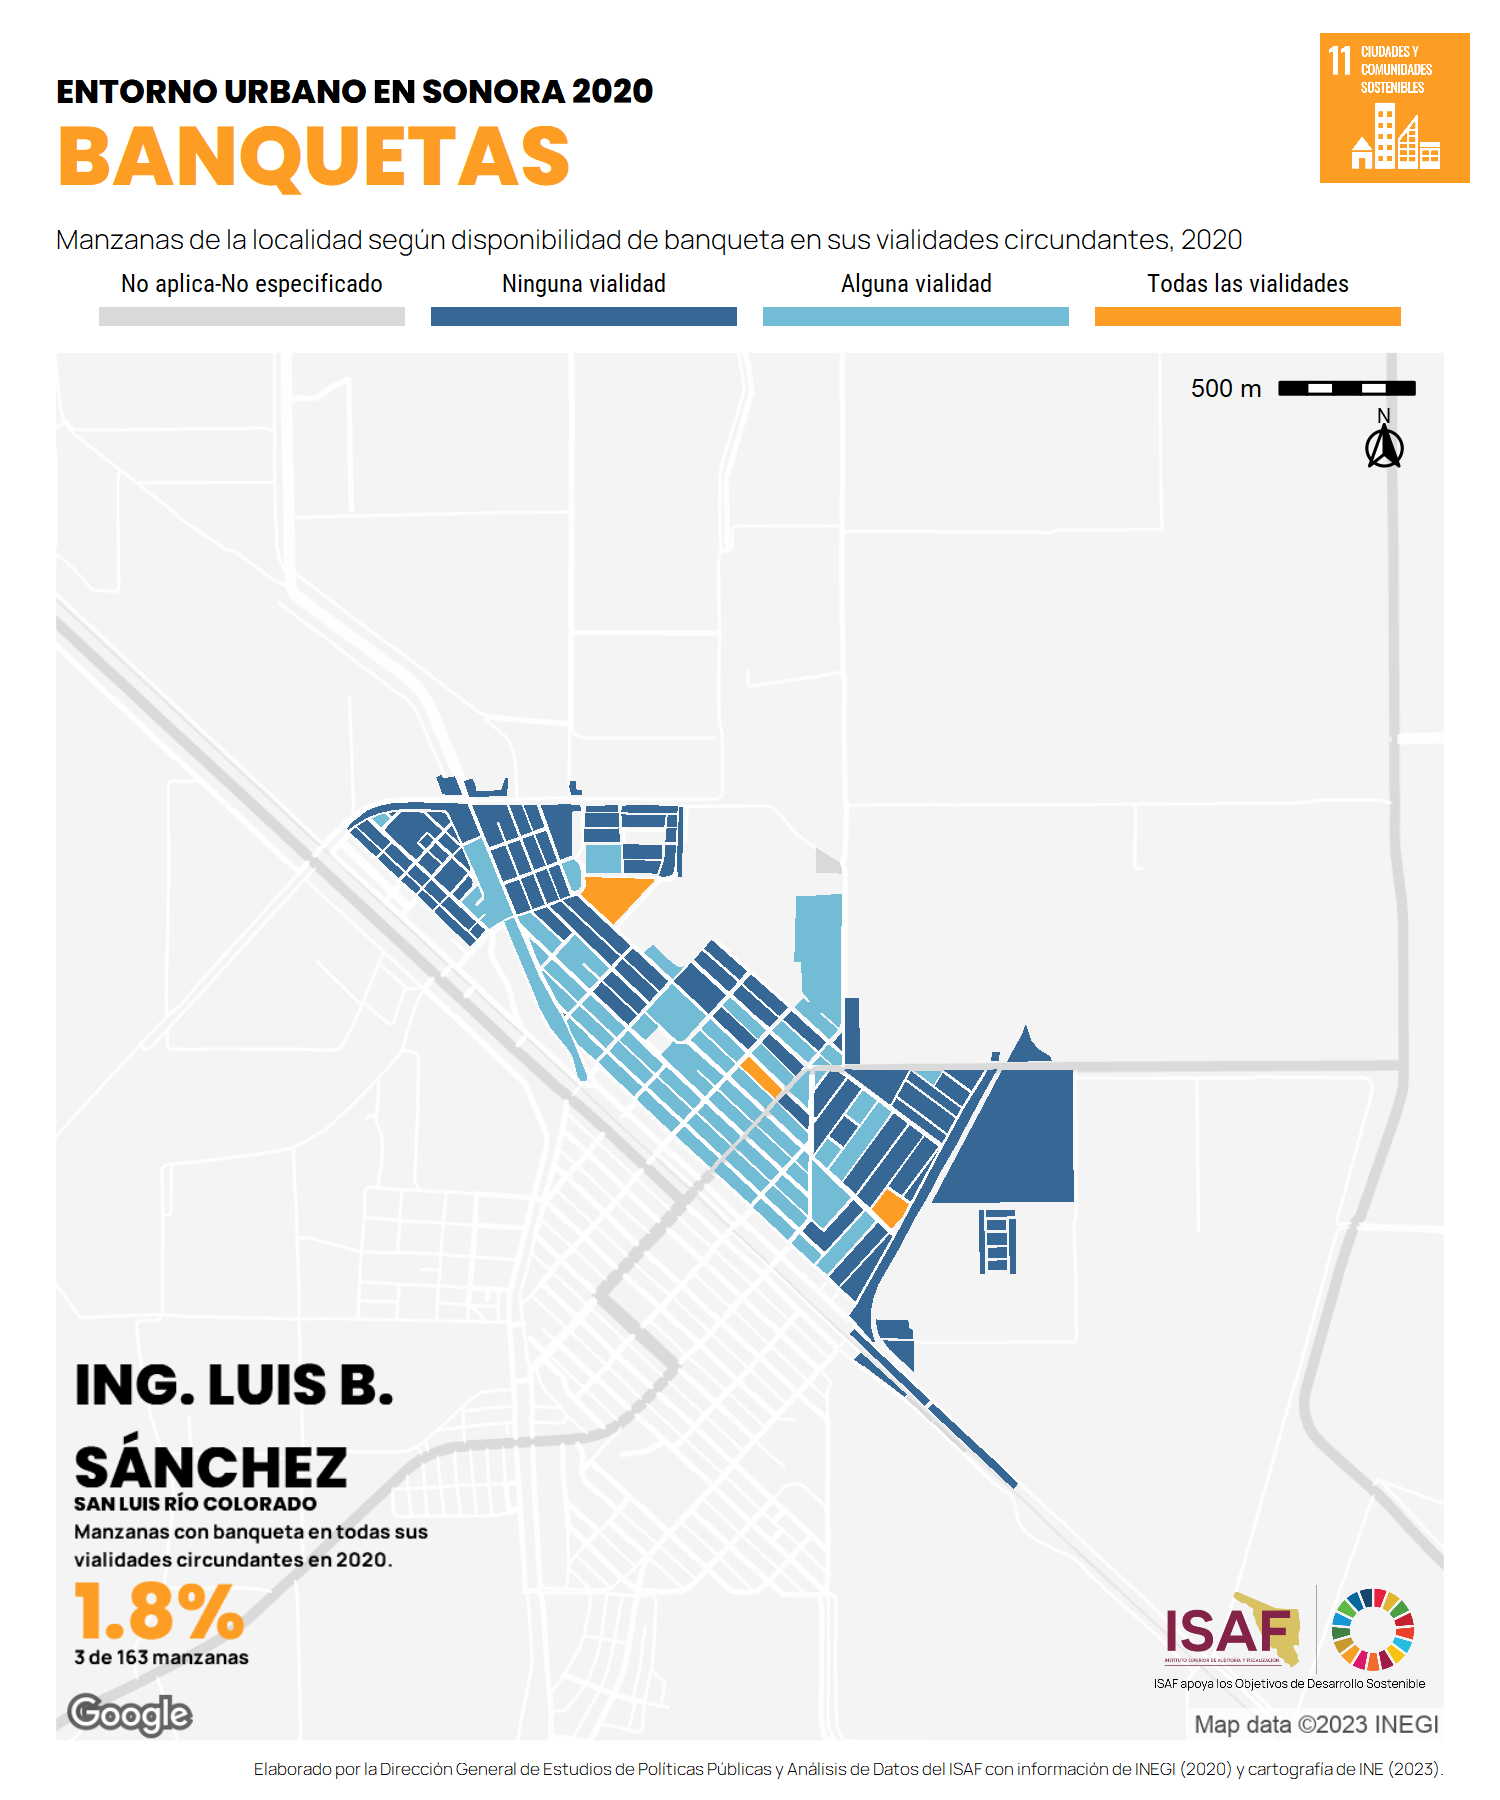 11 CIUDADES Y
COMUNIDADES
SOSTENIBLES
ENTORNO URBANO EN SONORA 2020
BANQUETAS
Manzanas de la localidad según disponibilidad de banqueta en sus vialidades circundantes, 2020
No aplica-No especificado Ninguna vialidad Alguna vialidad Todas las vialidades
500 m
N
ING. LUIS B.
SÁNCHEZ
SAN LUIS RÍO COLORADO
Manzanas con banqueta en todas sus
vialidades circundantes en 2020.
1.8%
3 de 163 manzanas
ISAF
INSTITUTO SUPERIOR DE AUDITORÍA Y FISCALIZACIÓN
ISAF apoya los Objetivos de Desarrollo Sostenible
Google
Map data ©2023 INEGI
Elaborado por la Dirección General de Estudios de Políticas Públicas y Análisis de Datos del ISAF con información de INEGI (2020) y cartografía de INE (2023).